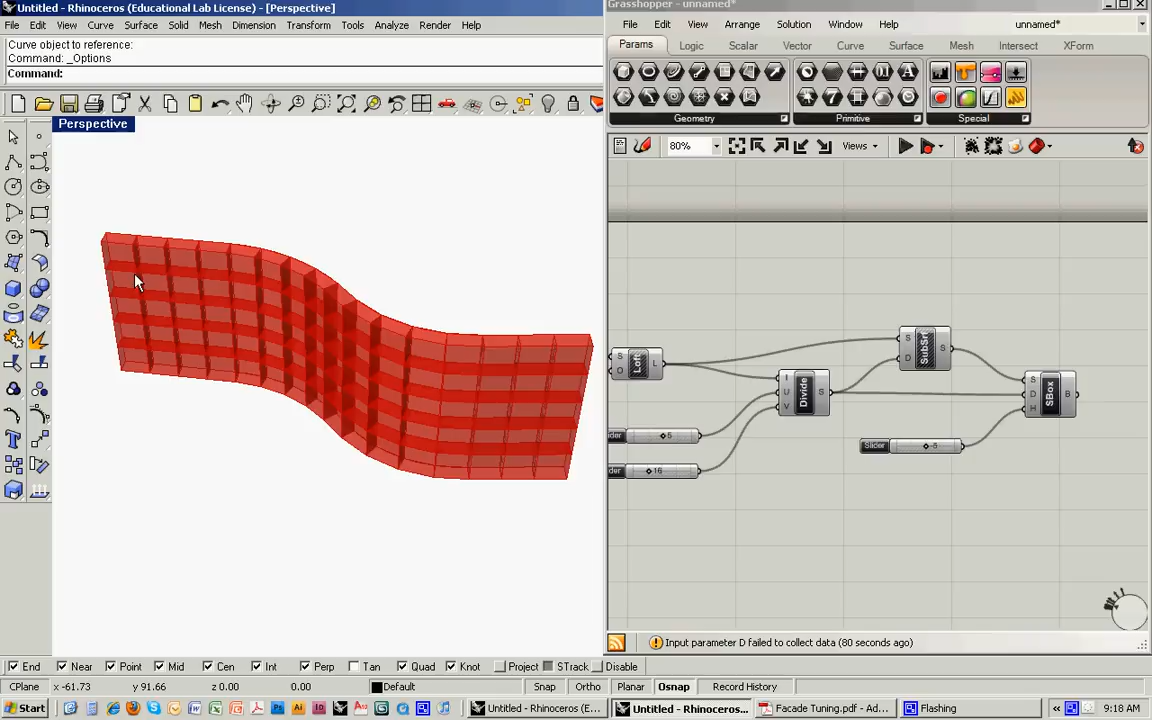 Untitled - Rhinoceros (Educational Lab License) - [Perspective]
File Edit View Curve Surface Solid Mesh Dimension Transform Tools Analyze Render Help
Curve object to reference:
Command: _Options
Command:
Perspective
End Near Point Mid Cen Int Perp Tan Quad Knot Project STrack Disable
CPlane x -61.73 y 91.66 z 0.00 0.00 Default Snap Ortho Planar Osnap Record History
Grasshopper - unnamed*
File Edit View Arrange Solution Window Help unnamed*
Params Logic Scalar Vector Curve Surface Mesh Intersect XForm
Geometry Primitive Special
80% Views
S O Loft L
I U V Divide S
S D SubSrf S
S D H SBox B
der 5
der 16
Slider -5
Input parameter D failed to collect data (80 seconds ago)
Start Untitled - Rhinoceros (E... Untitled - Rhinoceros... Facade Tuning.pdf - Ad... Flashing 9:18 AM